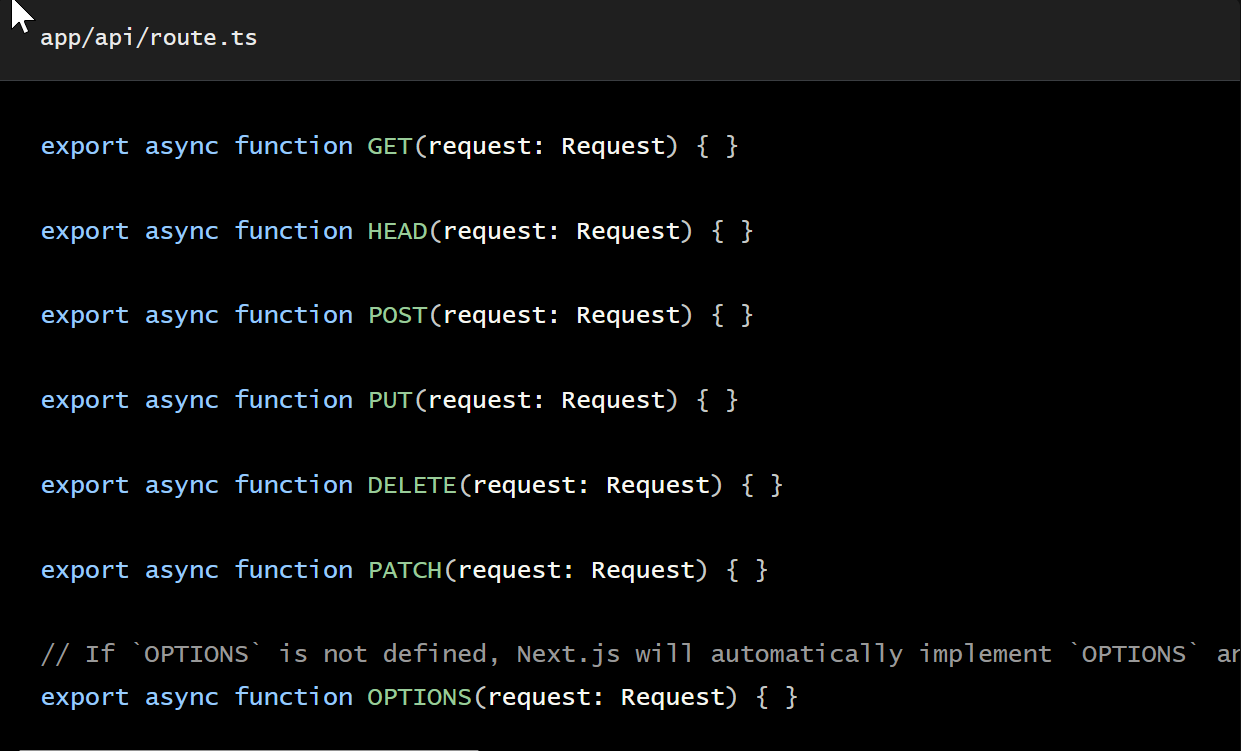 app/api/route.ts
export async function GET(request: Request) { }
export async function HEAD(request: Request) { }
export async function POST(request: Request) { }
export async function PUT(request: Request) { }
export async function DELETE(request: Request) { }
export async function PATCH(request: Request) { }
// If `OPTIONS` is not defined, Next.js will automatically implement `OPTIONS`
export async function OPTIONS(request: Request) { }